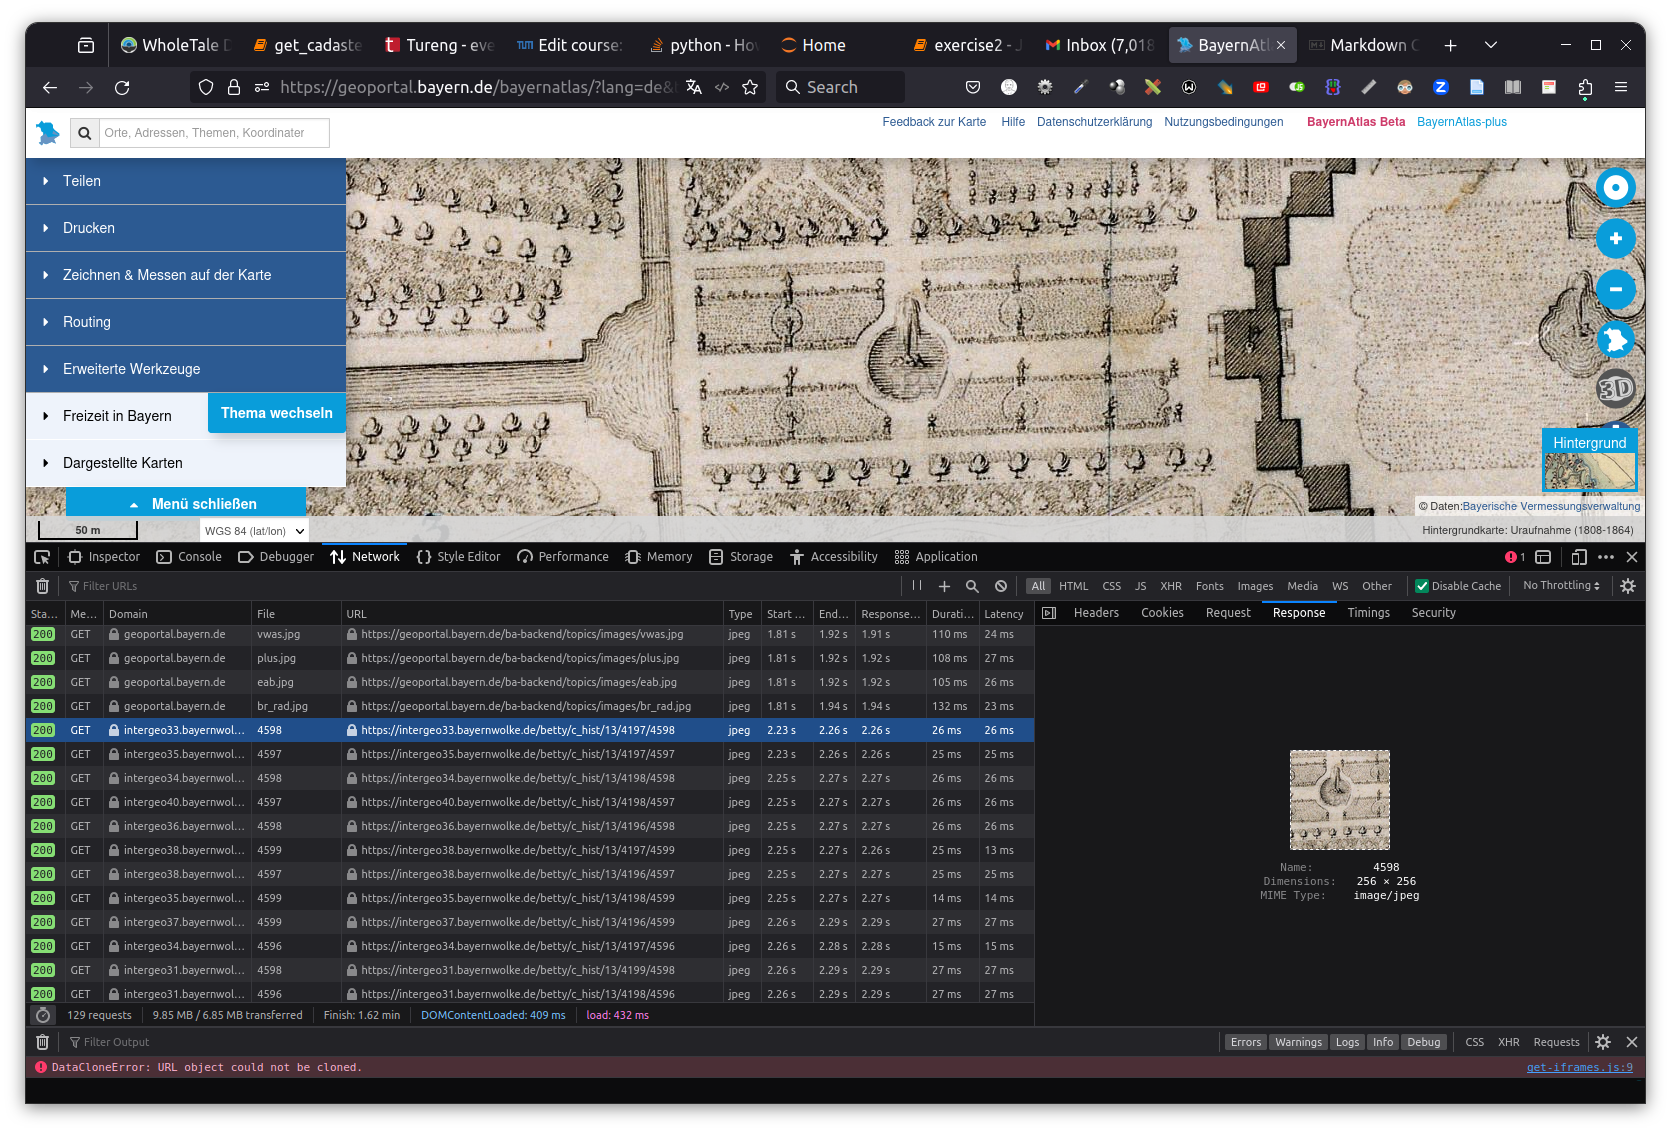 WholeTale D
get_cadaste
Tureng - eve
Edit course:
python - Hov
Home
exercise2 - J
Inbox (7,018
BayernAtl
Markdown C
https://geoportal.bayern.de/bayernatlas/?lang=de&
Search
Orte, Adressen, Themen, Koordinater
Feedback zur Karte Hilfe Datenschutzerklärung Nutzungsbedingungen BayernAtlas Beta BayernAtlas-plus
Teilen
Drucken
Zeichnen & Messen auf der Karte
Routing
Erweiterte Werkzeuge
Freizeit in Bayern
Thema wechseln
Dargestellte Karten
Menü schließen
3D
Hintergrund
© Daten:Bayerische Vermessungsverwaltung
50 m
WGS 84 (lat/lon)
Hintergrundkarte: Uraufnahme (1808-1864)
Inspector Console Debugger Network Style Editor Performance Memory Storage Accessibility Application 1
Filter URLs
All HTML CSS JS XHR Fonts Images Media WS Other Disable Cache No Throttling
Sta... Me... Domain File URL Type Start ... End... Response... Durati... Latency
Headers Cookies Request Response Timings Security
200 GET geoportal.bayern.de vwas.jpg https://geoportal.bayern.de/ba-backend/topics/images/vwas.jpg jpeg 1.81 s 1.92 s 1.91 s 110 ms 24 ms
200 GET geoportal.bayern.de plus.jpg https://geoportal.bayern.de/ba-backend/topics/images/plus.jpg jpeg 1.81 s 1.92 s 1.92 s 108 ms 27 ms
200 GET geoportal.bayern.de eab.jpg https://geoportal.bayern.de/ba-backend/topics/images/eab.jpg jpeg 1.81 s 1.92 s 1.92 s 105 ms 26 ms
200 GET geoportal.bayern.de br_rad.jpg https://geoportal.bayern.de/ba-backend/topics/images/br_rad.jpg jpeg 1.81 s 1.94 s 1.94 s 132 ms 23 ms
200 GET intergeo33.bayernwol... 4598 https://intergeo33.bayernwolke.de/betty/c_hist/13/4197/4598 jpeg 2.23 s 2.26 s 2.26 s 26 ms 26 ms
200 GET intergeo35.bayernwol... 4597 https://intergeo35.bayernwolke.de/betty/c_hist/13/4197/4597 jpeg 2.23 s 2.26 s 2.26 s 25 ms 25 ms
200 GET intergeo34.bayernwol... 4598 https://intergeo34.bayernwolke.de/betty/c_hist/13/4198/4598 jpeg 2.25 s 2.27 s 2.27 s 26 ms 26 ms
200 GET intergeo40.bayernwol... 4597 https://intergeo40.bayernwolke.de/betty/c_hist/13/4198/4597 jpeg 2.25 s 2.27 s 2.27 s 26 ms 26 ms
200 GET intergeo36.bayernwol... 4598 https://intergeo36.bayernwolke.de/betty/c_hist/13/4196/4598 jpeg 2.25 s 2.27 s 2.27 s 26 ms 26 ms
200 GET intergeo38.bayernwol... 4599 https://intergeo38.bayernwolke.de/betty/c_hist/13/4197/4599 jpeg 2.25 s 2.27 s 2.26 s 25 ms 13 ms
200 GET intergeo38.bayernwol... 4597 https://intergeo38.bayernwolke.de/betty/c_hist/13/4196/4597 jpeg 2.25 s 2.27 s 2.27 s 25 ms 25 ms
200 GET intergeo35.bayernwol... 4599 https://intergeo35.bayernwolke.de/betty/c_hist/13/4198/4599 jpeg 2.25 s 2.27 s 2.27 s 14 ms 14 ms
200 GET intergeo37.bayernwol... 4599 https://intergeo37.bayernwolke.de/betty/c_hist/13/4196/4599 jpeg 2.26 s 2.29 s 2.29 s 27 ms 27 ms
200 GET intergeo34.bayernwol... 4596 https://intergeo34.bayernwolke.de/betty/c_hist/13/4197/4596 jpeg 2.26 s 2.28 s 2.28 s 15 ms 15 ms
200 GET intergeo31.bayernwol... 4598 https://intergeo31.bayernwolke.de/betty/c_hist/13/4199/4598 jpeg 2.26 s 2.29 s 2.29 s 27 ms 27 ms
200 GET intergeo31.bayernwol... 4596 https://intergeo31.bayernwolke.de/betty/c_hist/13/4198/4596 jpeg 2.26 s 2.29 s 2.29 s 27 ms 27 ms
Name: 4598
Dimensions: 256 × 256
MIME Type: image/jpeg
129 requests 9.85 MB / 6.85 MB transferred Finish: 1.62 min DOMContentLoaded: 409 ms load: 432 ms
Filter Output
Errors Warnings Logs Info Debug CSS XHR Requests
DataCloneError: URL object could not be cloned. get-iframes.js:9